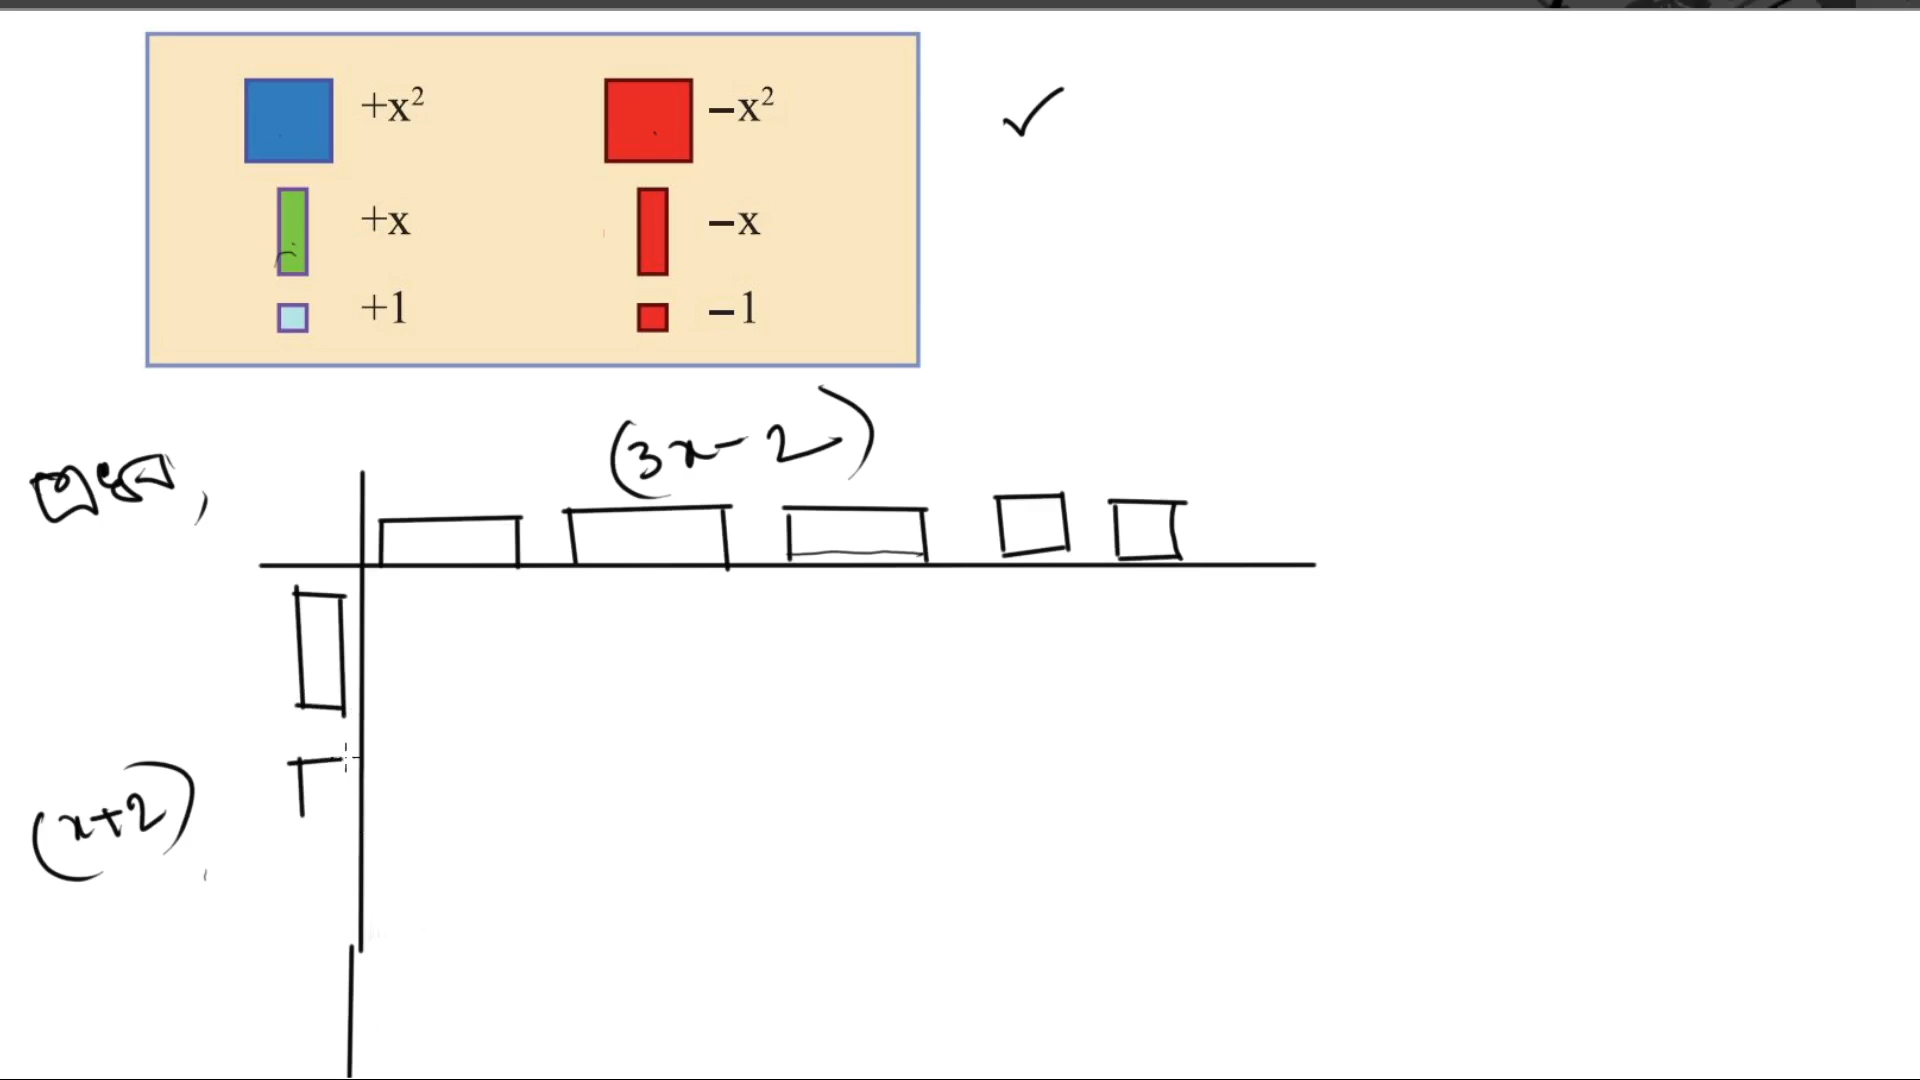 +x² −x²
+x −x
+1 −1
(3x-2)
(x+2)